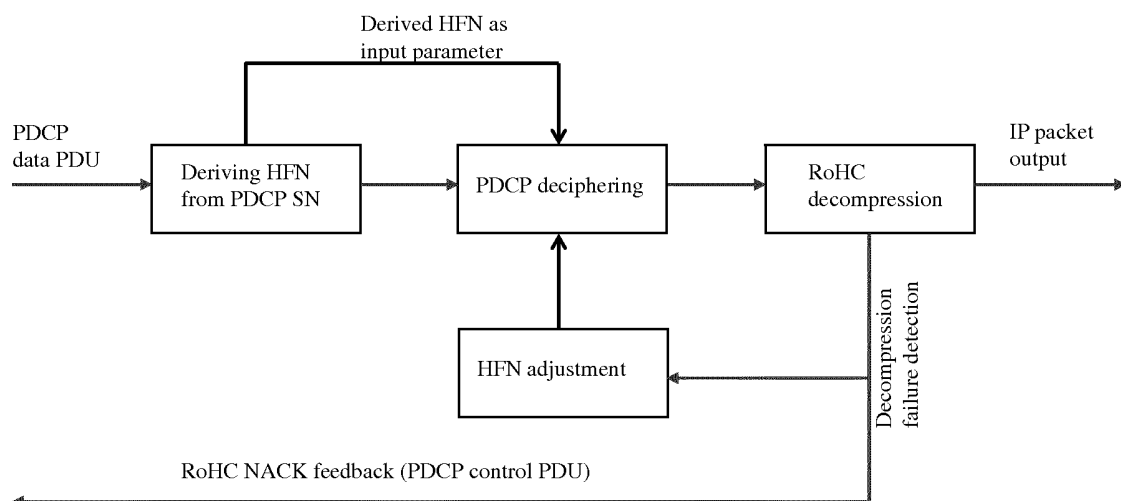 Derived HFN as
input parameter
PDCP
data PDU
Deriving HFN
from PDCP SN
PDCP deciphering
RoHC
decompression
IP packet
output
HFN adjustment
Decompression
failure detection
RoHC NACK feedback (PDCP control PDU)